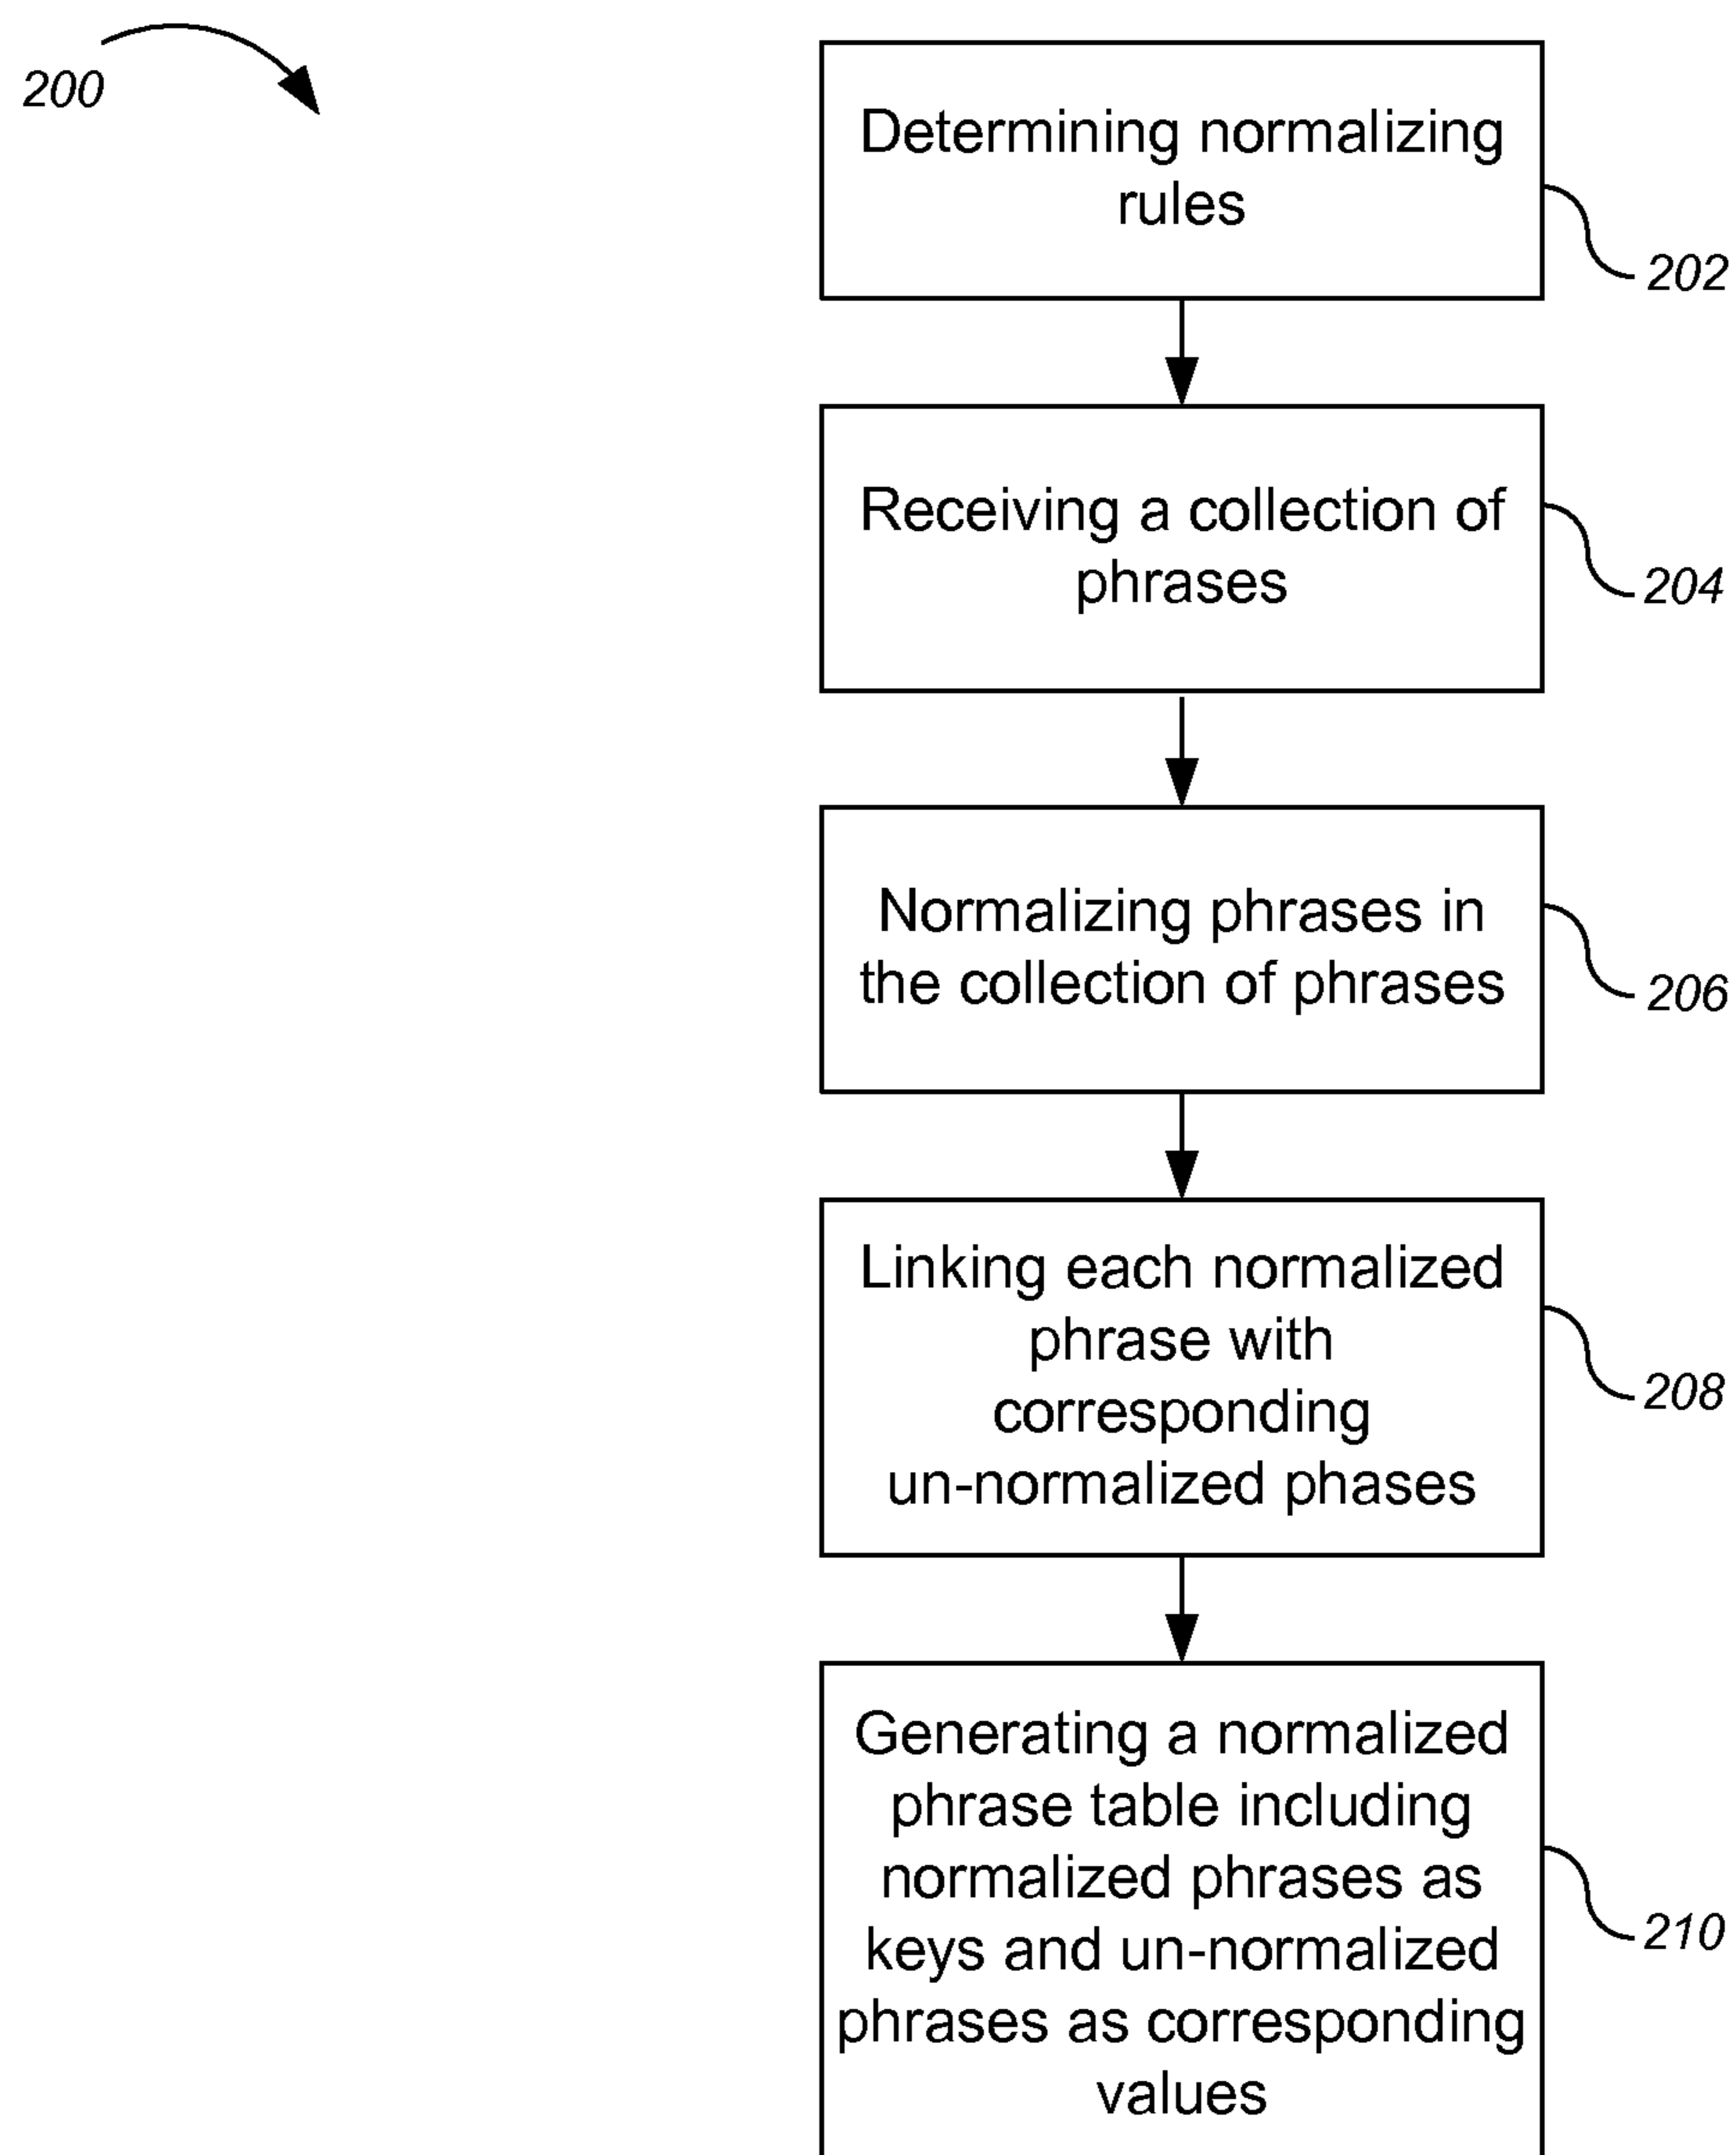 200
Determining normalizing
rules
202
Receiving a collection of
phrases
204
Normalizing phrases in
the collection of phrases
206
Linking each normalized
phrase with
corresponding
un-normalized phases
208
Generating a normalized
phrase table including
normalized phrases as
keys and un-normalized
phrases as corresponding
values
210